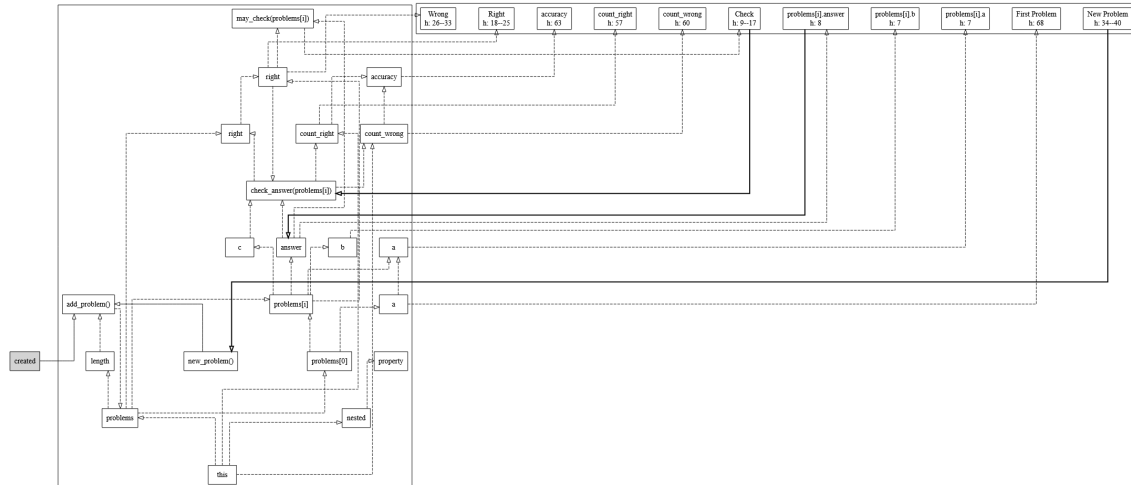 may_check(problems[i])
Wrong
h: 26--33
Right
h: 18--25
accuracy
h: 63
count_right
h: 57
count_wrong
h: 60
Check
h: 9--17
problems[i].answer
h: 8
problems[i].b
h: 7
problems[i].a
h: 7
First Problem
h: 68
New Problem
h: 34--40
right
accuracy
right
count_right
count_wrong
check_answer(problems[i])
c
answer
b
a
add_problem()
problems[i]
a
created
length
new_problem()
problems[0]
property
problems
nested
this